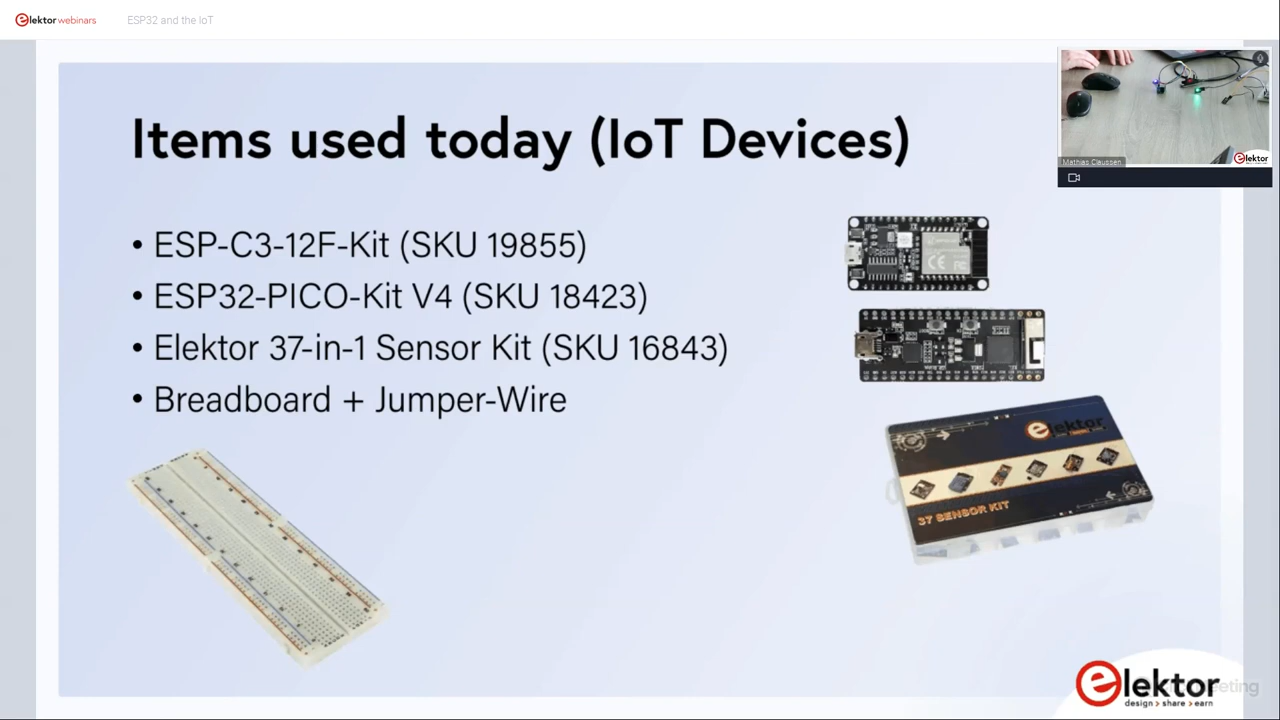 elektor webinars
ESP32 and the IoT
Items used today (IoT Devices)
• ESP-C3-12F-Kit (SKU 19855)
• ESP32-PICO-Kit V4 (SKU 18423)
• Elektor 37-in-1 Sensor Kit (SKU 16843)
• Breadboard + Jumper-Wire
Mathias Claussen
elektor
CE
elektor
37 SENSOR KIT
elektor
design > share > earn